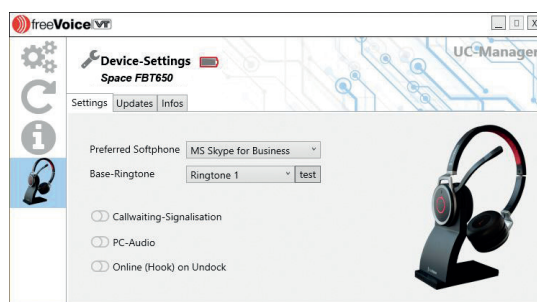 freeVoice VT
UC-Manager
Device-Settings
Space FBT650
Settings Updates Infos
Preferred Softphone MS Skype for Business
Base-Ringtone Ringtone 1 test
Callwaiting-Signalisation
PC-Audio
Online (Hook) on Undock